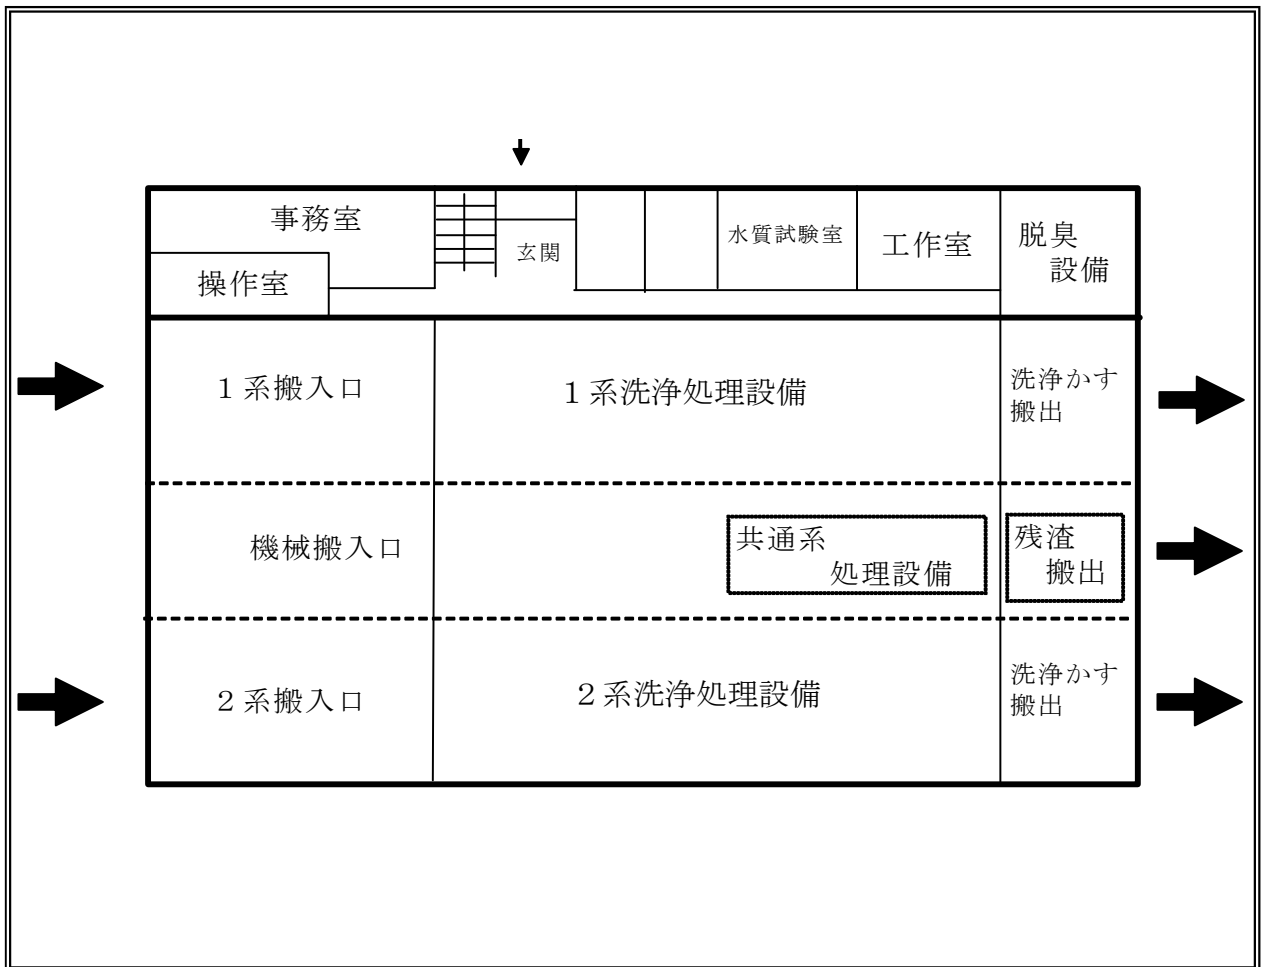 事務室
玄関
水質試験室
工作室
脱臭
設備
操作室
１系搬入口
１系洗浄処理設備
洗浄かす
搬出
機械搬入口
共通系
処理設備
残渣
搬出
２系搬入口
２系洗浄処理設備
洗浄かす
搬出